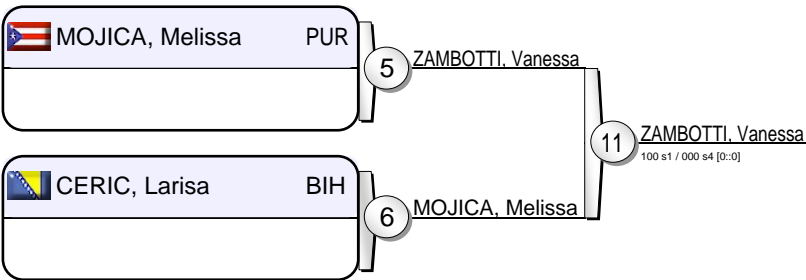 MOJICA, Melissa PUR
5 ZAMBOTTI, Vanessa
11 ZAMBOTTI, Vanessa
100 s1 / 000 s4 [0::0]
CERIC, Larisa BIH
6 MOJICA, Melissa